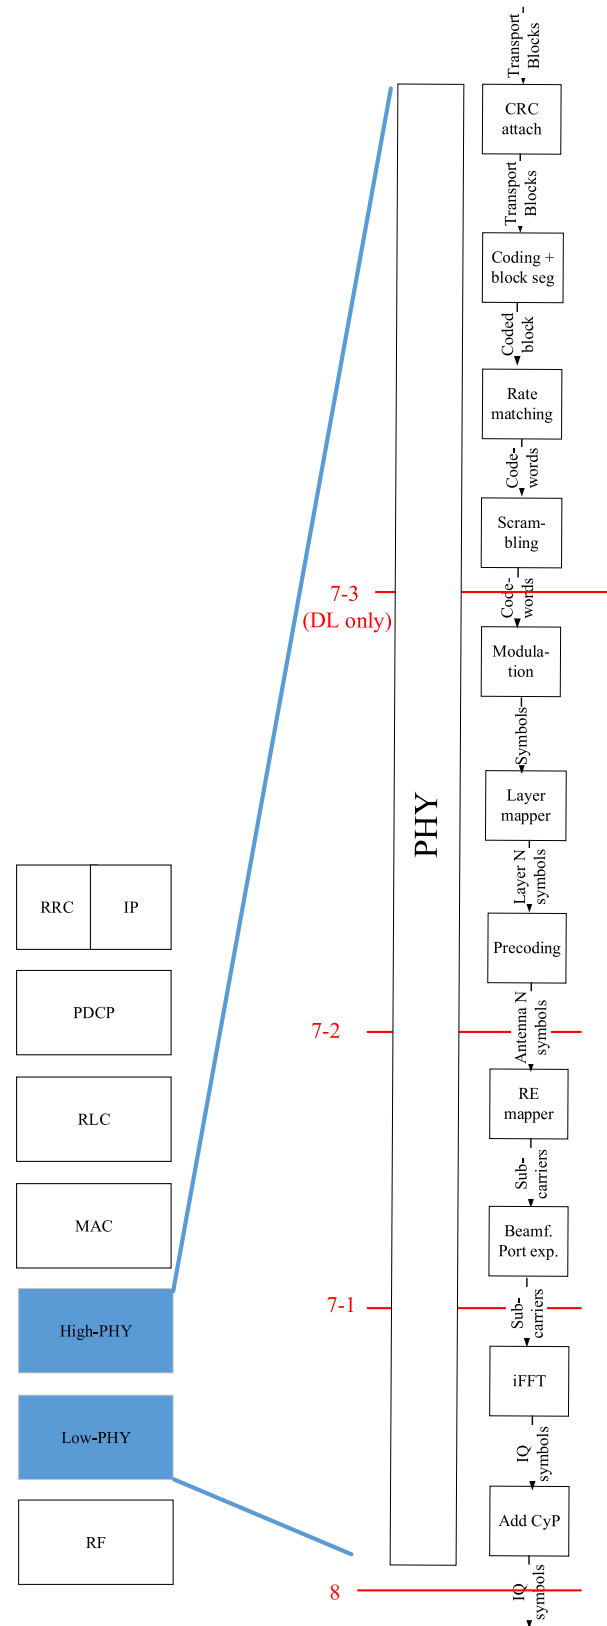 Transport
Blocks
CRC
attach
Transport
Blocks
Coding +
block seg
Coded
block
Rate
matching
Code-
words
Scram-
bling
7-3
(DL only)
Code-
words
Modula-
tion
Symbols
PHY
Layer
mapper
Layer N
symbols
Precoding
7-2
Antenna N
symbols
RE
mapper
Sub-
carriers
Beamf.
Port exp.
7-1
Sub-
carriers
iFFT
IQ
symbols
Add CyP
8
IQ
symbols
RRC
IP
PDCP
RLC
MAC
High-PHY
Low-PHY
RF